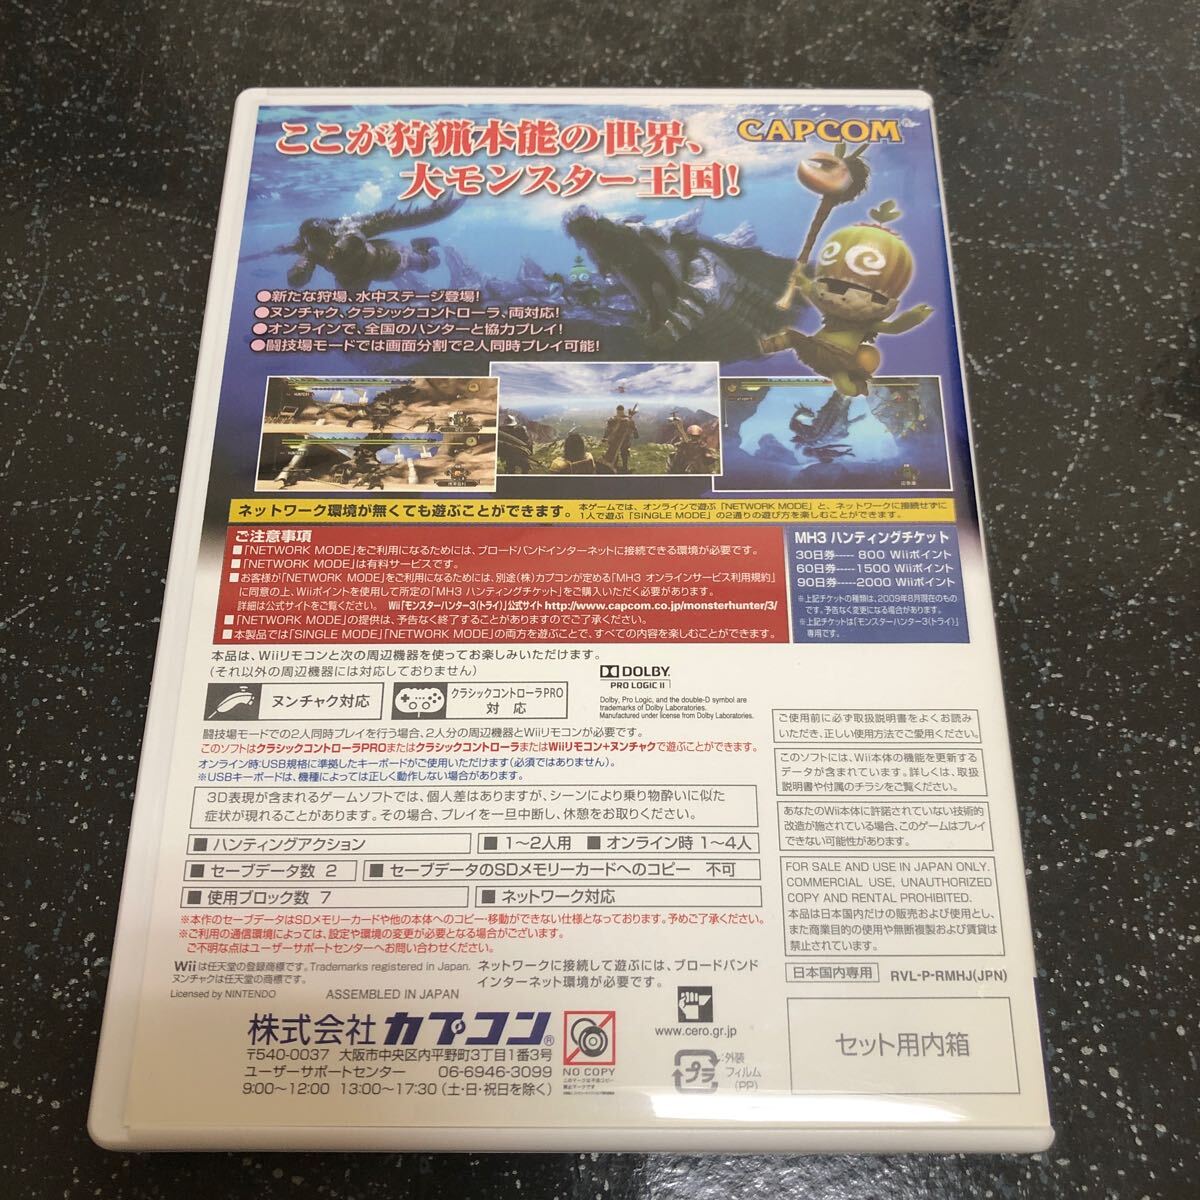 ここが狩猟本能の世界、
大モンスター王国!
CAPCOM®
●新たな狩場、水中ステージ登場!
●ヌンチャク、クラシックコントローラ、両対応!
●オンラインで、全国のハンターと協力プレイ!
●闘技場モードでは画面分割で2人同時プレイ可能!
ネットワーク環境が無くても遊ぶことができます。
本ゲームでは、オンラインで遊ぶ「NETWORK MODE」と、ネットワークに接続せずに
1人で遊ぶ「SINGLE MODE」の2通りの遊び方を楽しむことができます。
ご注意事項
■「NETWORK MODE」をご利用になるためには、ブロードバンドインターネットに接続できる環境が必要です。
■「NETWORK MODE」は有料サービスです。
■お客様が「NETWORK MODE」をご利用になるためには、別途(株)カプコンが定める「MH3 オンラインサービス利用規約」
に同意の上、Wiiポイントを使用して所定の「MH3 ハンティングチケット」をご購入いただく必要があります。
詳細は公式サイトをご覧ください。 Wii「モンスターハンター3(トライ)」公式サイト http://www.capcom.co.jp/monsterhunter/3/
■「NETWORK MODE」の提供は、予告なく終了することがありますのでご了承ください。
■本製品では「SINGLE MODE」「NETWORK MODE」の両方を遊ぶことで、すべての内容を楽しむことができます。
MH3 ハンティングチケット
30日券----- 800 Wiiポイント
60日券-----1500 Wiiポイント
90日券-----2000 Wiiポイント
※上記チケットの種類は、2009年8月現在のもの
です。予告なく変更になる場合があります。
※上記チケットは「モンスターハンター3(トライ)」
専用です。
本品は、Wiiリモコンと次の周辺機器を使ってお楽しみいただけます。
(それ以外の周辺機器には対応しておりません)
ヌンチャク対応
クラシックコントローラPRO
対 応
DOLBY
PRO LOGIC II
Dolby, Pro Logic, and the double-D symbol are
trademarks of Dolby Laboratories.
Manufactured under license from Dolby Laboratories.
闘技場モードでの2人同時プレイを行う場合、2人分の周辺機器とWiiリモコンが必要です。
このソフトはクラシックコントローラPROまたはクラシックコントローラまたはWiiリモコン+ヌンチャクで遊ぶことができます。
オンライン時:USB規格に準拠したキーボードがご使用いただけます(必須ではありません)。
※USBキーボードは、機種によっては正しく動作しない場合があります。
3D表現が含まれるゲームソフトでは、個人差はありますが、シーンにより乗り物酔いに似た
症状が現れることがあります。その場合、プレイを一旦中断し、休憩をお取りください。
■ ハンティングアクション
■ 1〜2人用 ■ オンライン時 1〜4人
■ セーブデータ数 2
■ セーブデータのSDメモリーカードへのコピー 不可
■ 使用ブロック数 7
■ ネットワーク対応
※本作のセーブデータはSDメモリーカードや他の本体へのコピー・移動ができない仕様となっております。予めご了承ください。
※ご利用の通信環境によっては、設定や環境の変更が必要となる場合がございます。
ご不明な点はユーザーサポートセンターへお問い合わせください。
Wiiは任天堂の登録商標です。Trademarks registered in Japan.
ヌンチャクは任天堂の商標です。
Licensed by NINTENDO
ASSEMBLED IN JAPAN
ネットワークに接続して遊ぶには、ブロードバンド
インターネット環境が必要です。
ご使用前に必ず取扱説明書をよくお読み
いただき、正しい使用方法でご愛用ください。
このソフトには、Wii本体の機能を更新する
データが含まれています。詳しくは、取扱
説明書や付属のチラシをご覧ください。
あなたのWii本体に許諾されていない技術的
改造が施されている場合、このゲームはプレイ
できない可能性があります。
FOR SALE AND USE IN JAPAN ONLY.
COMMERCIAL USE, UNAUTHORIZED
COPY AND RENTAL PROHIBITED.
本品は日本国内だけの販売および使用とし、
また商業目的の使用や無断複製および賃貸は
禁止されています。
日本国内専用
RVL-P-RMHJ(JPN)
セット用内箱
株式会社 カプコン®
〒540-0037 大阪市中央区内平野町3丁目1番3号
ユーザーサポートセンター 06-6946-3099
9:00〜12:00 13:00〜17:30 (土・日・祝日を除く)
NO COPY
www.cero.gr.jp
プラ
外装
フィルム
(PP)